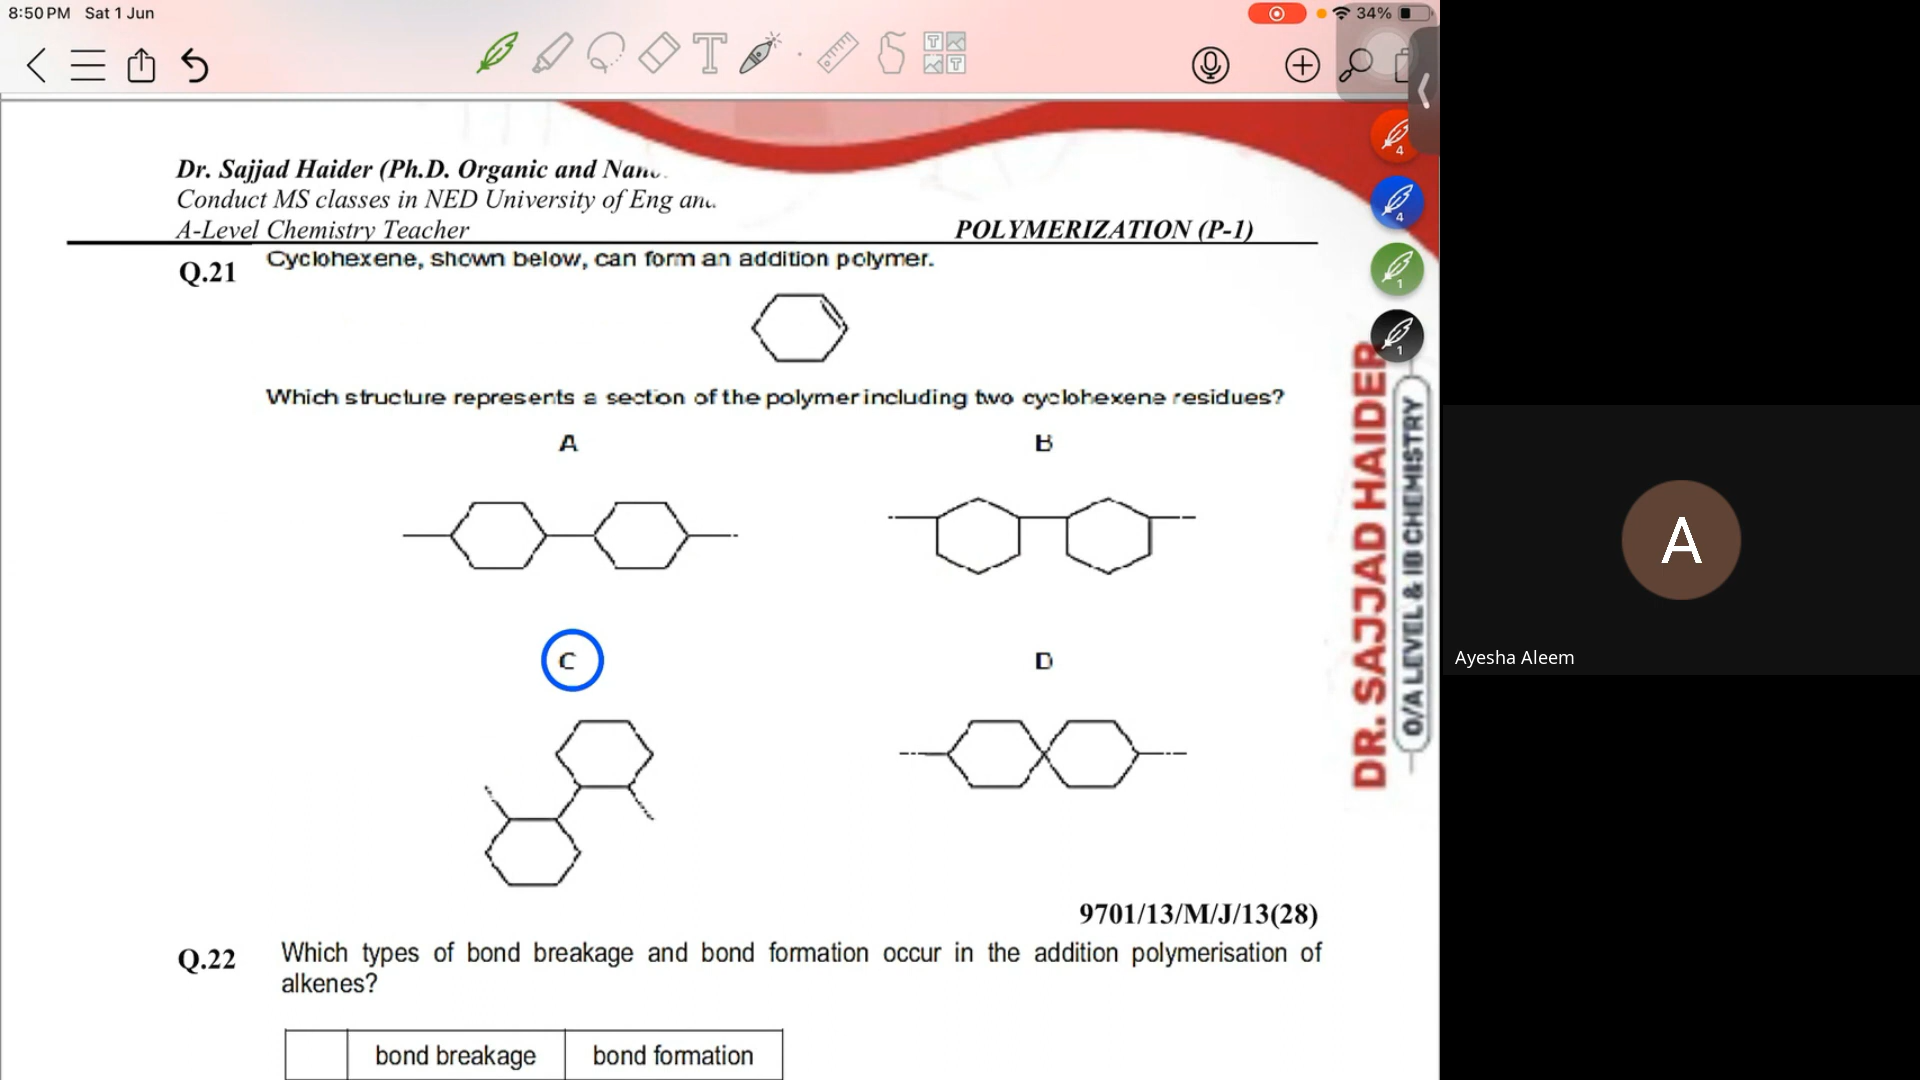 8:50 PM Sat 1 Jun
34%
Dr. Sajjad Haider (Ph.D. Organic and
Conduct MS classes in NED University of Eng
A-Level Chemistry Teacher
POLYMERIZATION (P-1)
Q.21 Cyclohexene, shown below, can form an addition polymer.
Which structure represents a section of the polymer including two cyclohexene residues?
A B
C D
9701/13/M/J/13(28)
Q.22 Which types of bond breakage and bond formation occur in the addition polymerisation of
alkenes?
bond breakage bond formation
4
4
1
1
DR. SAJJAD HAIDER
O/A LEVEL & IB CHEMISTRY
A
Ayesha Aleem